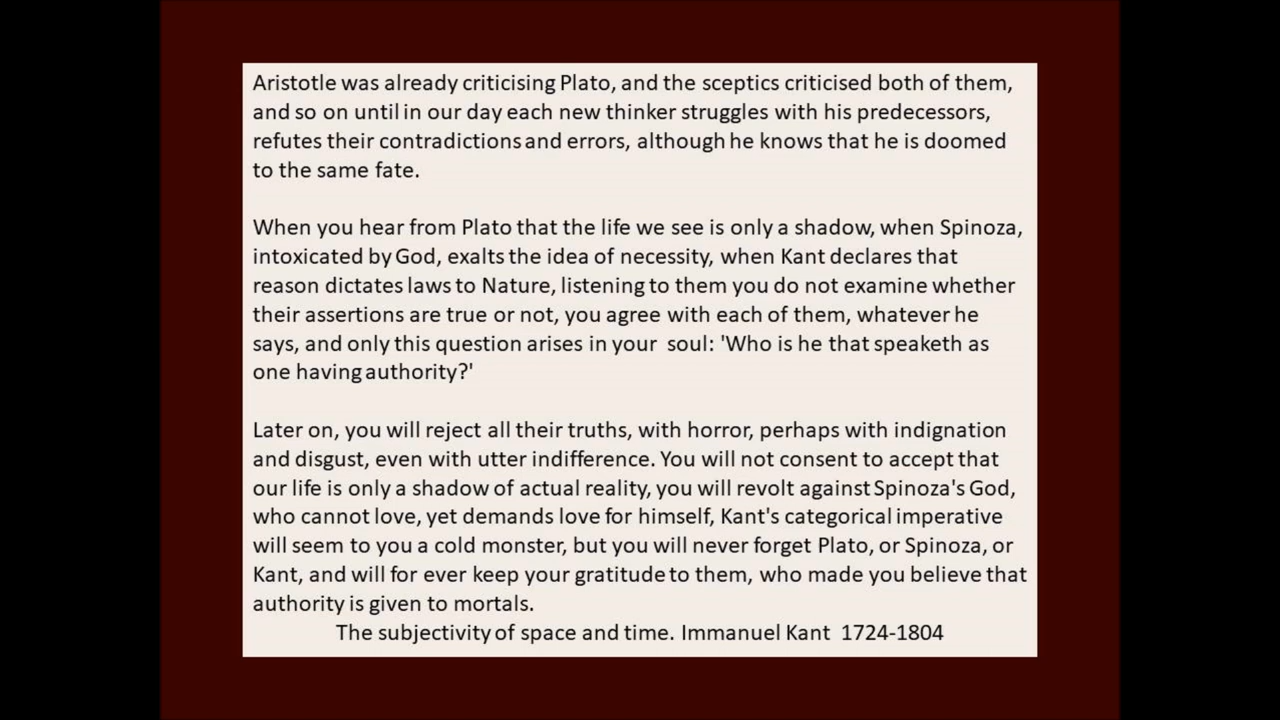 Aristotle was already criticising Plato, and the sceptics criticised both of them,
and so on until in our day each new thinker struggles with his predecessors,
refutes their contradictions and errors, although he knows that he is doomed
to the same fate.
When you hear from Plato that the life we see is only a shadow, when Spinoza,
intoxicated by God, exalts the idea of necessity, when Kant declares that
reason dictates laws to Nature, listening to them you do not examine whether
their assertions are true or not, you agree with each of them, whatever he
says, and only this question arises in your soul: 'Who is he that speaketh as
one having authority?'
Later on, you will reject all their truths, with horror, perhaps with indignation
and disgust, even with utter indifference. You will not consent to accept that
our life is only a shadow of actual reality, you will revolt against Spinoza's God,
who cannot love, yet demands love for himself, Kant's categorical imperative
will seem to you a cold monster, but you will never forget Plato, or Spinoza, or
Kant, and will for ever keep your gratitude to them, who made you believe that
authority is given to mortals.
The subjectivity of space and time. Immanuel Kant 1724-1804